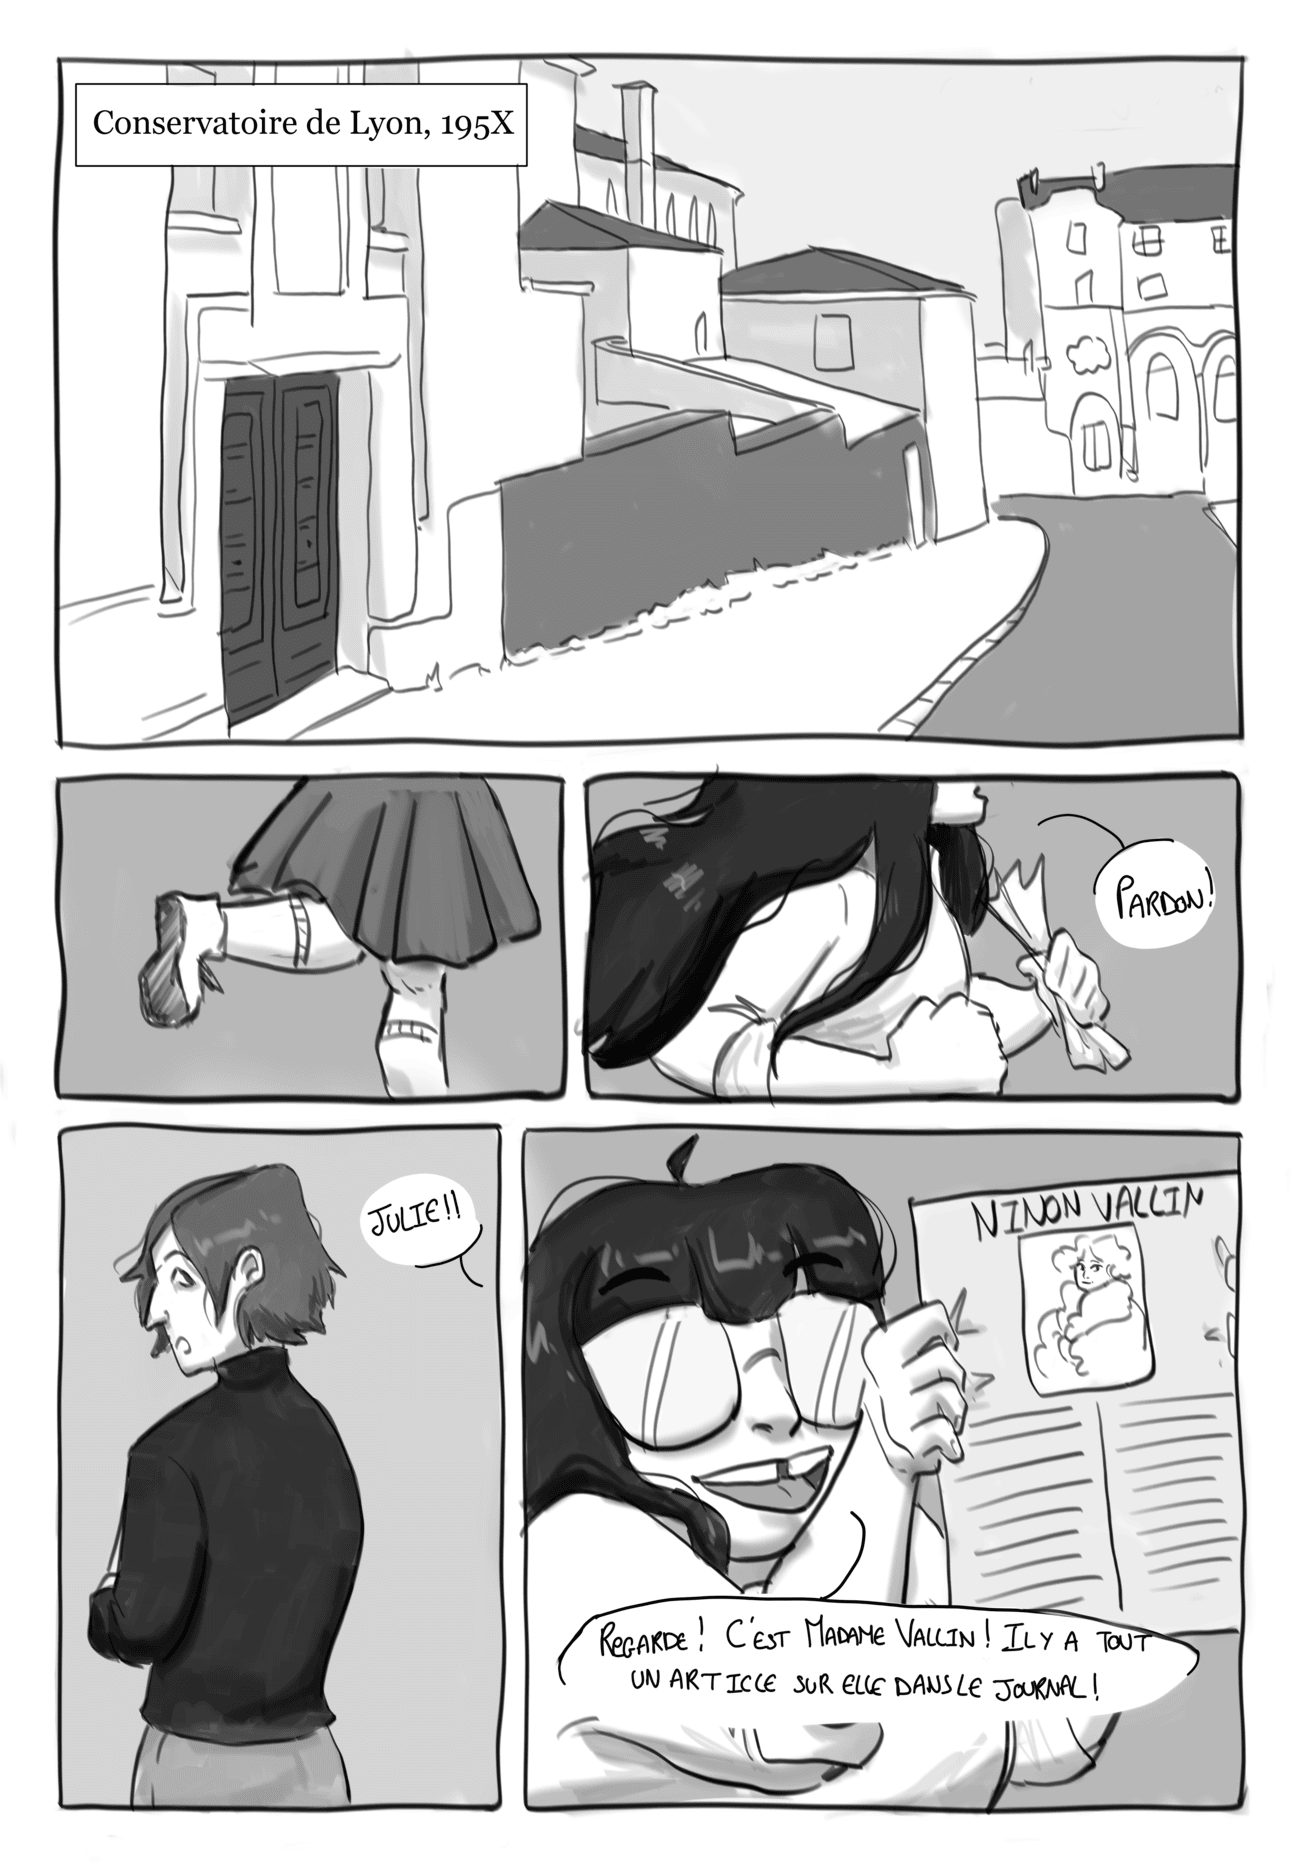 Conservatoire de Lyon, 195X
PARDON!
JULIE!!
NINON VALLIN
REGARDE! C'EST MADAME VALLIN! IL Y A TOUT
UN ARTICLE SUR ELLE DANS LE JOURNAL!